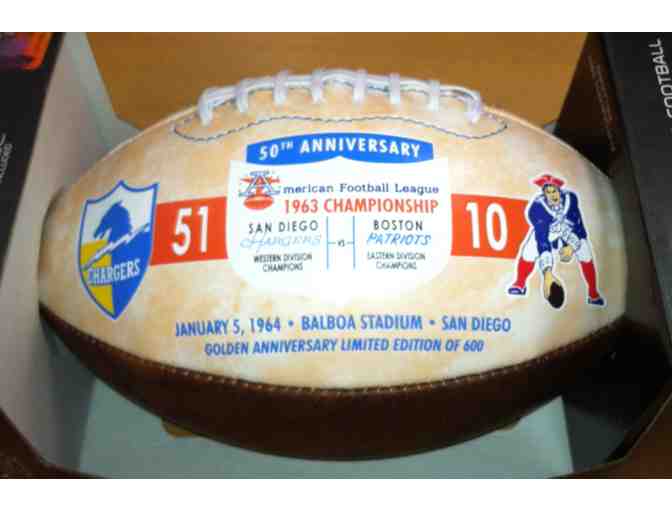 FOOTBALL
50TH ANNIVERSARY
American Football League
1963 CHAMPIONSHIP
51
SAN DIEGO
CHARGERS
WESTERN DIVISION
CHAMPIONS
-vs-
BOSTON
PATRIOTS
EASTERN DIVISION
CHAMPIONS
10
CHARGERS
JANUARY 5, 1964 • BALBOA STADIUM • SAN DIEGO
GOLDEN ANNIVERSARY LIMITED EDITION OF 600